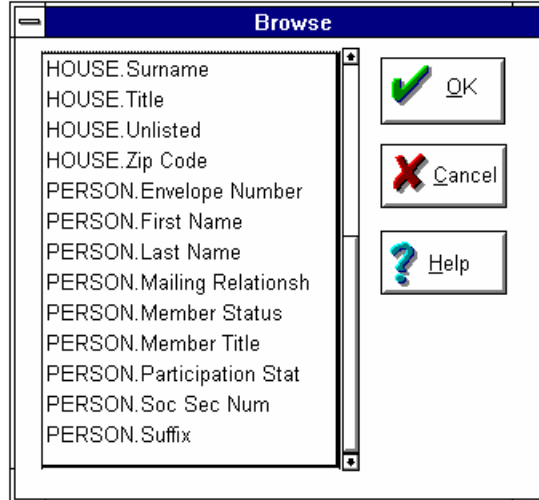 Browse
HOUSE.Surname
HOUSE.Title
HOUSE.Unlisted
HOUSE.Zip Code
PERSON.Envelope Number
PERSON.First Name
PERSON.Last Name
PERSON.Mailing Relationsh
PERSON.Member Status
PERSON.Member Title
PERSON.Participation Stat
PERSON.Soc Sec Num
PERSON.Suffix
OK
Cancel
Help